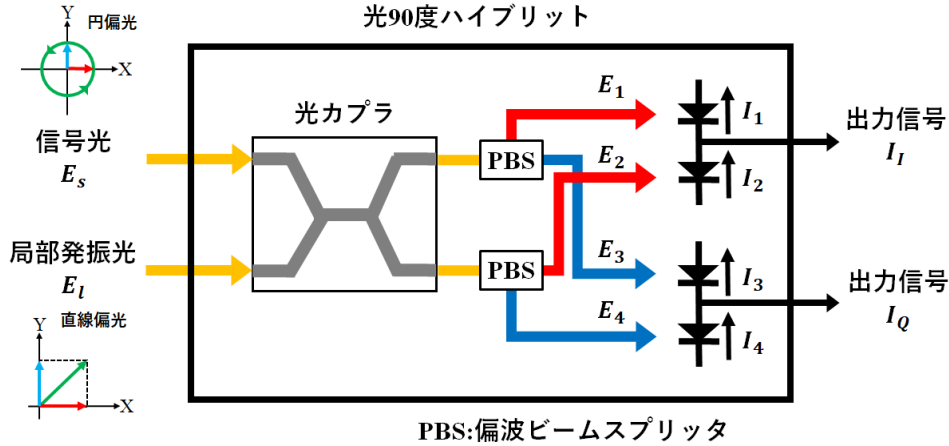 光90度ハイブリット
Y
円偏光
X
信号光
E_s
光カプラ
PBS
E_1
E_2
I_1
I_2
出力信号
I_I
局部発振光
E_l
PBS
E_3
E_4
I_3
I_4
出力信号
I_Q
Y
直線偏光
X
PBS:偏波ビームスプリッタ